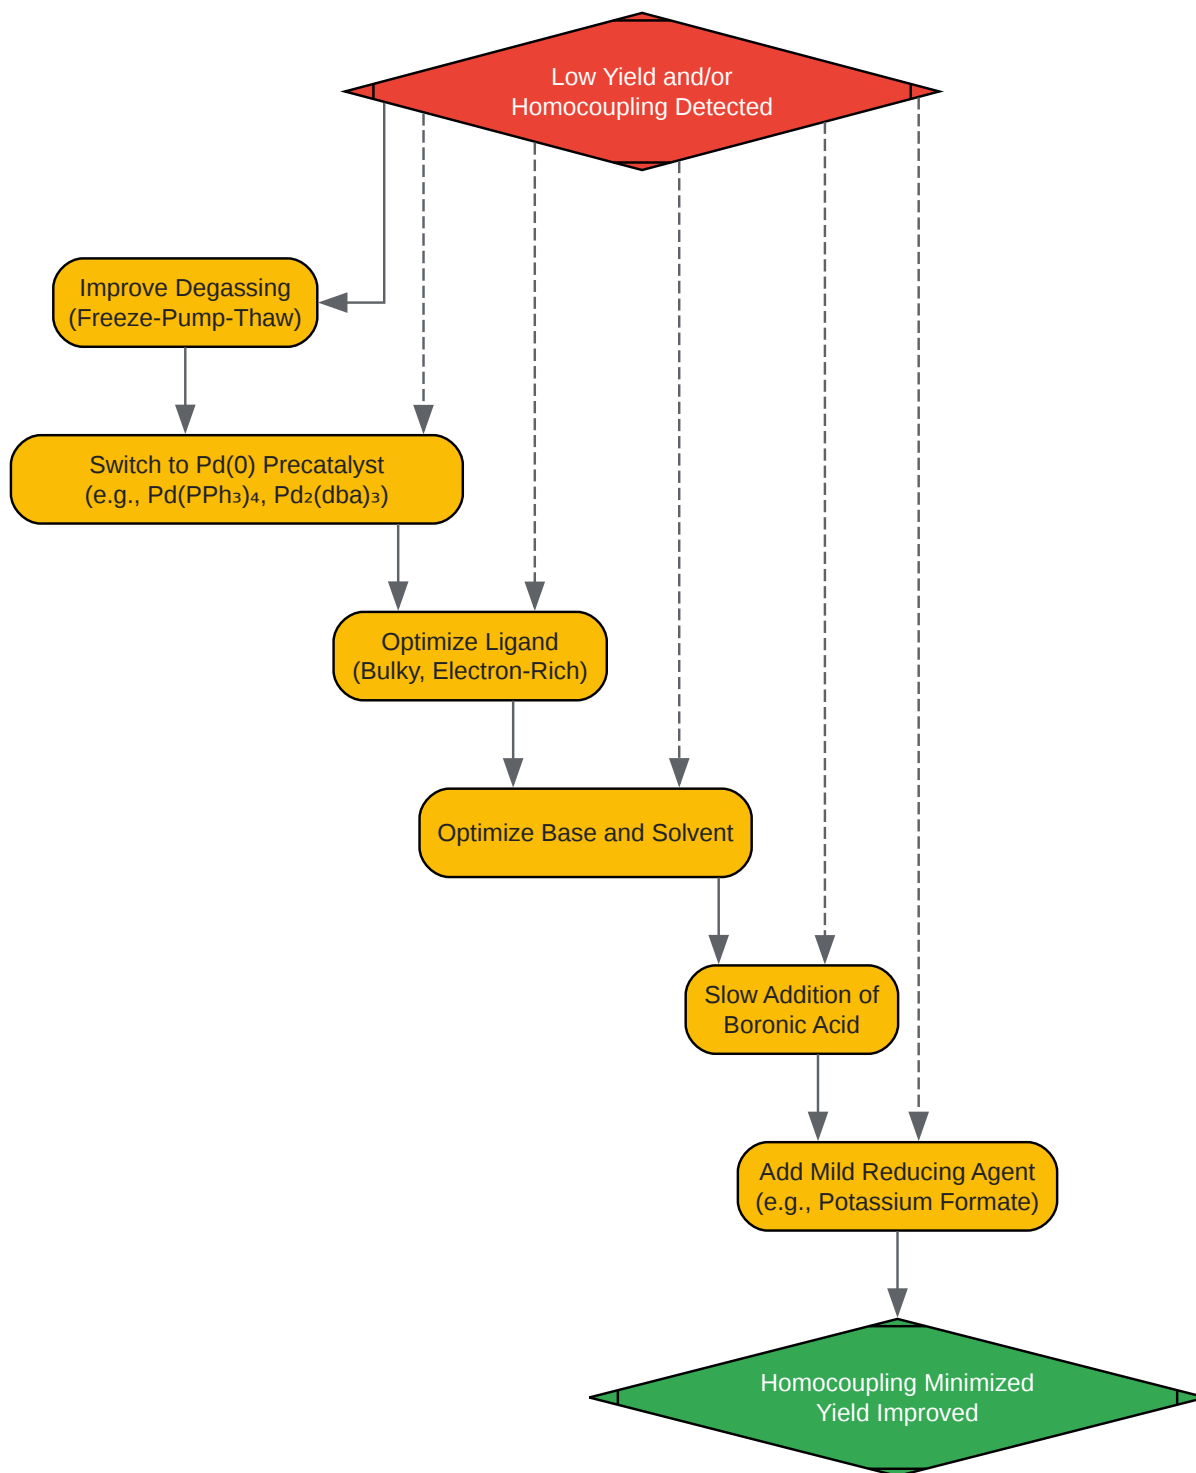 Low Yield and/or
Homocoupling Detected
Improve Degassing
(Freeze-Pump-Thaw)
Switch to Pd(0) Precatalyst
(e.g., Pd(PPh₃)₄, Pd₂(dba)₃)
Optimize Ligand
(Bulky, Electron-Rich)
Optimize Base and Solvent
Slow Addition of
Boronic Acid
Add Mild Reducing Agent
(e.g., Potassium Formate)
Homocoupling Minimized
Yield Improved